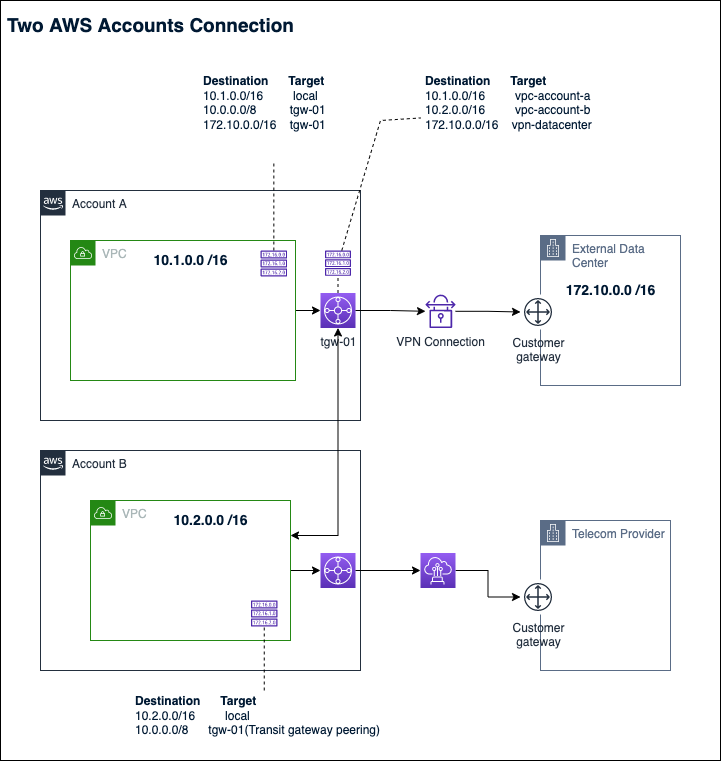 Two AWS Accounts Connection
Destination Target
10.1.0.0/16 local
10.0.0.0/8 tgw-01
172.10.0.0/16 tgw-01
Destination Target
10.1.0.0/16 vpc-account-a
10.2.0.0/16 vpc-account-b
172.10.0.0/16 vpn-datacenter
aws Account A
VPC
10.1.0.0 /16
172.16.0.0
172.16.1.0
172.16.2.0
172.16.0.0
172.16.1.0
172.16.2.0
tgw-01
VPN Connection
External Data
Center
172.10.0.0 /16
Customer
gateway
aws Account B
VPC
10.2.0.0 /16
172.16.0.0
172.16.1.0
172.16.2.0
Telecom Provider
Customer
gateway
Destination Target
10.2.0.0/16 local
10.0.0.0/8 tgw-01(Transit gateway peering)